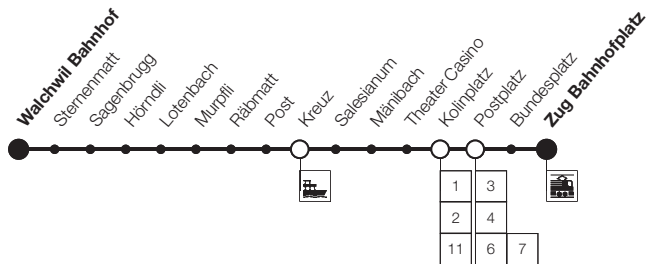 Walchwil Bahnhof
Sternenmatt
Sagenbrugg
Hörndli
Lotenbach
Murpfli
Räbmatt
Post
Kreuz
Salesianum
Mänibach
Theater Casino
Kolinplatz
Postplatz
Bundesplatz
Zug Bahnhofplatz
1 3
2 4
11 6 7